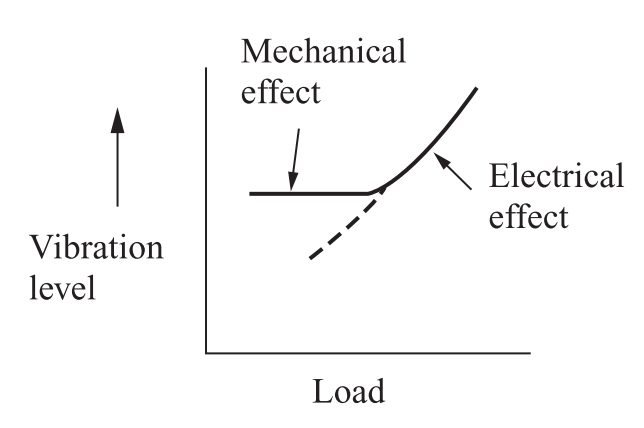 Mechanical
effect
Electrical
effect
Vibration
level
Load